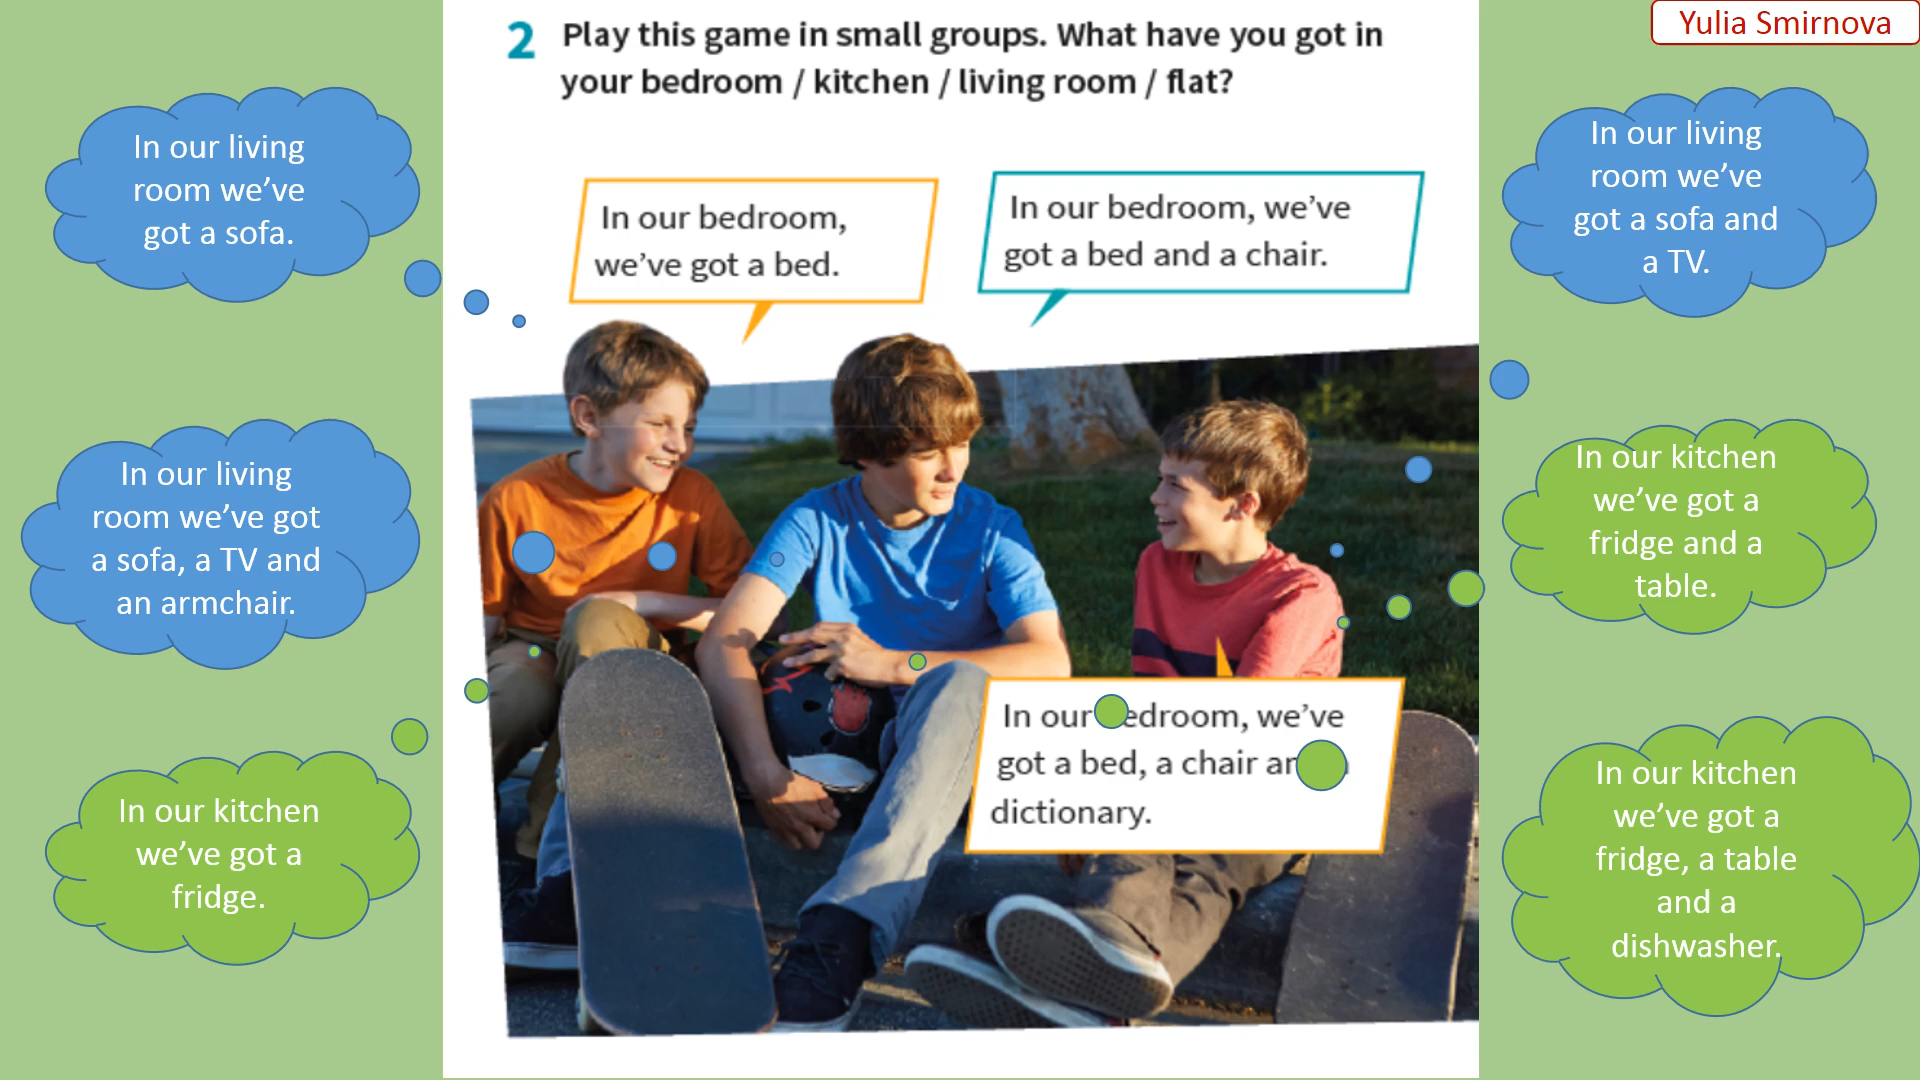 Yulia Smirnova
2 Play this game in small groups. What have you got in
your bedroom / kitchen / living room / flat?
In our bedroom,
we've got a bed.
In our bedroom, we've
got a bed and a chair.
In our living
room we've
got a sofa.
In our living
room we've
got a sofa and
a TV.
In our living
room we've got
a sofa, a TV and
an armchair.
In our kitchen
we've got a
fridge and a
table.
In our kitchen
we've got a
fridge.
In our edroom, we've
got a bed, a chair
dictionary.
In our kitchen
we've got a
fridge, a table
and a
dishwasher.